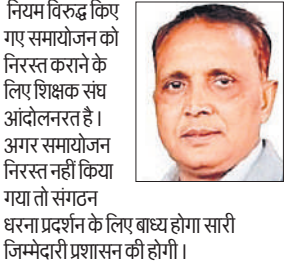 नियम विरुद्ध किए
गए समायोजन को
निरस्त कराने के
लिए शिक्षक संघ
आंदोलनरत है।
अगर समायोजन
निरस्त नहीं किया
गया तो संगठन
धरना प्रदर्शन के लिए बाध्य होगा सारी
जिम्मेदारी प्रशासन की होगी।